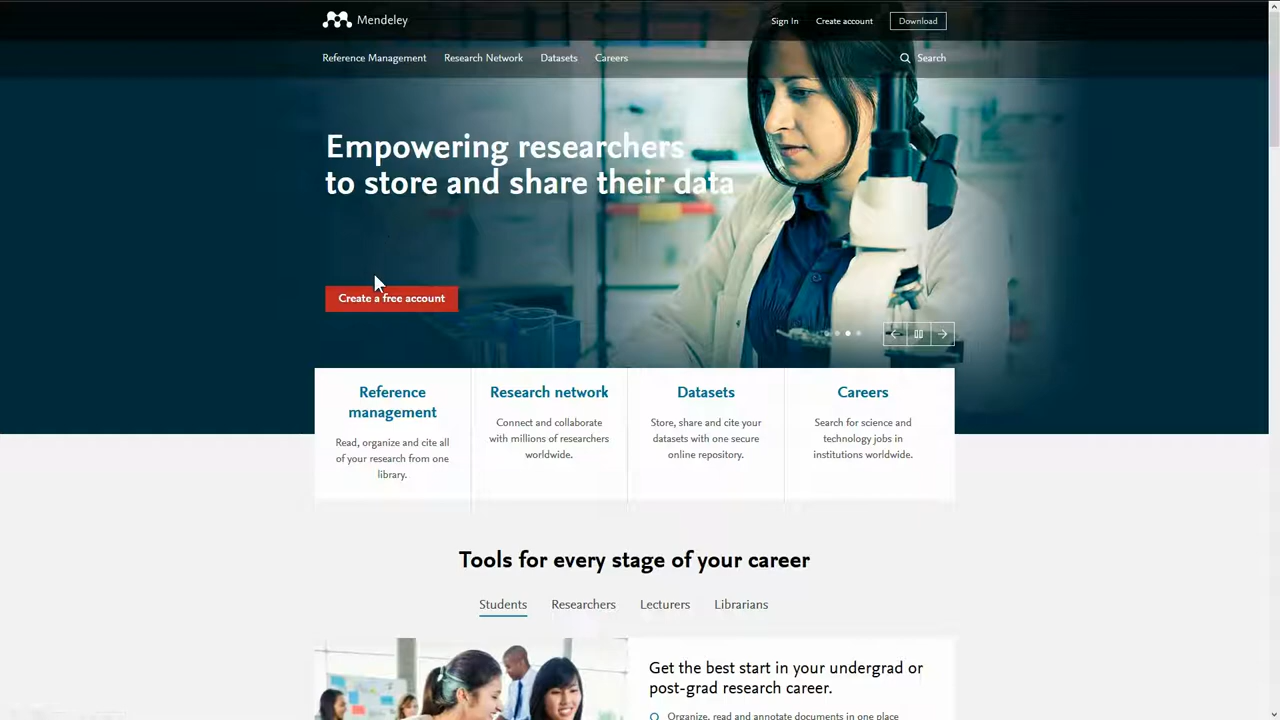 Mendeley
Sign In
Create account
Download
Reference Management
Research Network
Datasets
Careers
Search
Empowering researchers
to store and share their data
Create a free account
Reference
management
Read, organize and cite all
of your research from one
library.
Research network
Connect and collaborate
with millions of researchers
worldwide.
Datasets
Store, share and cite your
datasets with one secure
online repository.
Careers
Search for science and
technology jobs in
institutions worldwide.
Tools for every stage of your career
Students
Researchers
Lecturers
Librarians
Get the best start in your undergrad or
post-grad research career.
Organize, read and annotate documents in one place